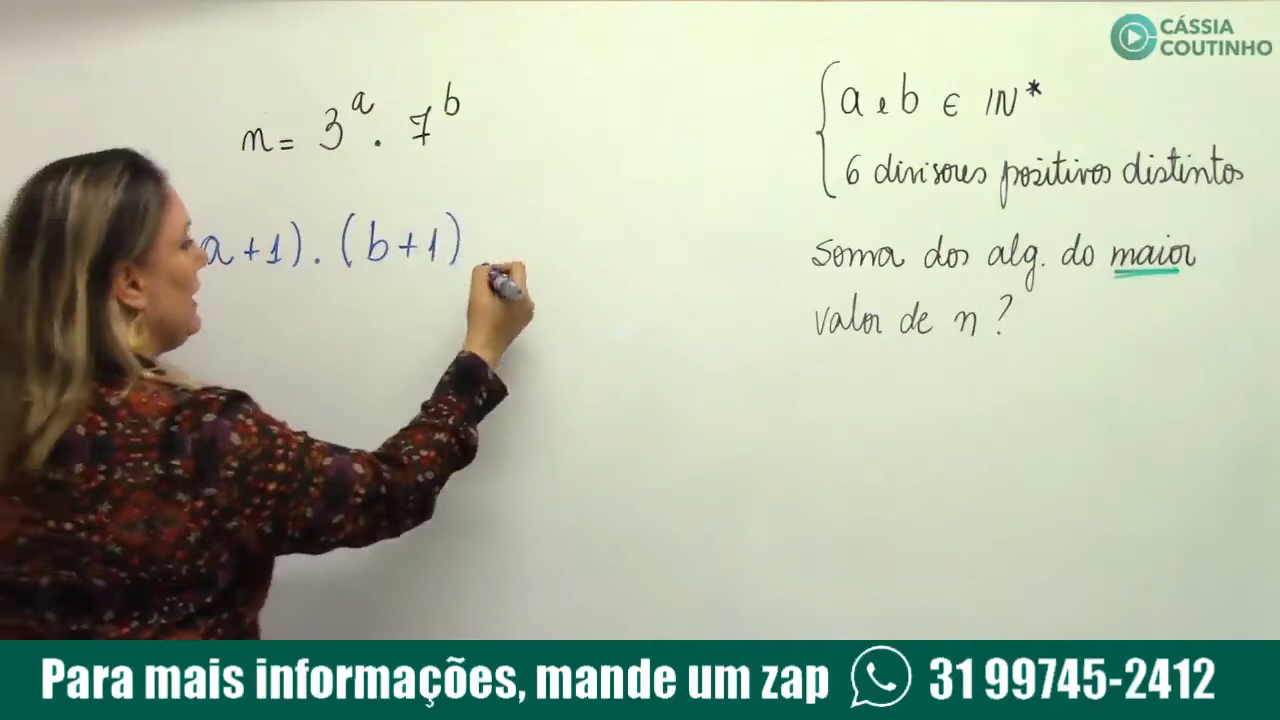 CÁSSIA
COUTINHO
n = 3^a . 7^b
a+1) . (b+1)
a e b ∈ IN*
6 divisores positivos distintos
soma dos alg. do maior
valor de n ?
Para mais informações, mande um zap 31 99745-2412